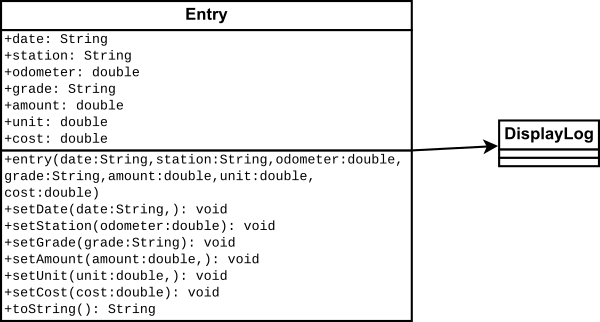 Entry
+date: String
+station: String
+odometer: double
+grade: String
+amount: double
+unit: double
+cost: double
+entry(date:String,station:String,odometer:double,
grade:String,amount:double,unit:double,
cost:double)
+setDate(date:String,): void
+setStation(odometer:double): void
+setGrade(grade:String): void
+setAmount(amount:double,): void
+setUnit(unit:double,): void
+setCost(cost:double): void
+toString(): String
DisplayLog